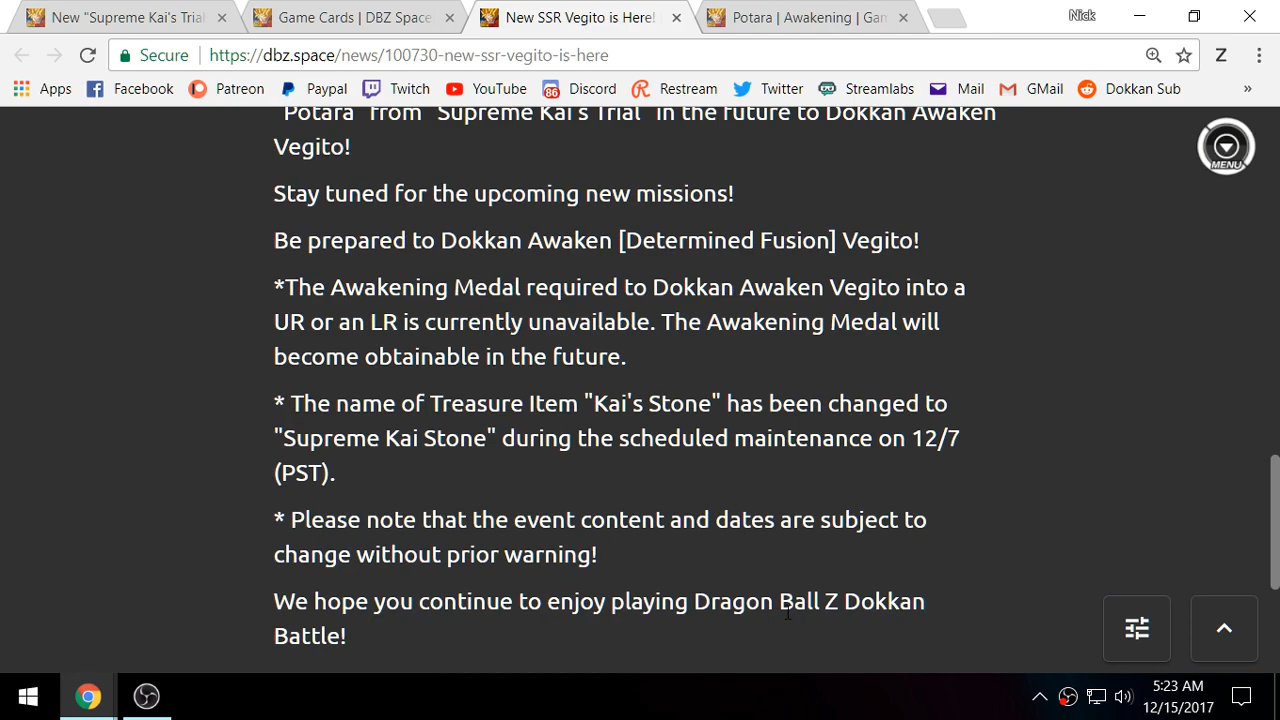 New "Supreme Kai's Trial
Game Cards | DBZ Space
New SSR Vegito is Here!
Potara | Awakening | Gam
Nick
Secure
https://dbz.space/news/100730-new-ssr-vegito-is-here
Z
Apps
Facebook
Patreon
Paypal
Twitch
YouTube
86
Discord
Restream
Twitter
Streamlabs
Mail
GMail
Dokkan Sub
»
"Potara" from "Supreme Kai's Trial" in the future to Dokkan Awaken
Vegito!
MENU
Stay tuned for the upcoming new missions!
Be prepared to Dokkan Awaken [Determined Fusion] Vegito!
*The Awakening Medal required to Dokkan Awaken Vegito into a
UR or an LR is currently unavailable. The Awakening Medal will
become obtainable in the future.
* The name of Treasure Item "Kai's Stone" has been changed to
"Supreme Kai Stone" during the scheduled maintenance on 12/7
(PST).
* Please note that the event content and dates are subject to
change without prior warning!
We hope you continue to enjoy playing Dragon Ball Z Dokkan
Battle!
5:23 AM
12/15/2017